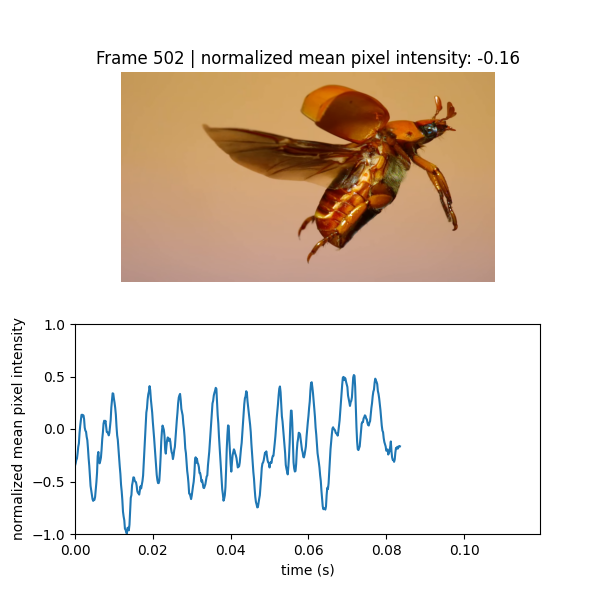 Frame 502 | normalized mean pixel intensity: -0.16
1.0
0.5
0.0
−0.5
−1.0
normalized mean pixel intensity
0.00 0.02 0.04 0.06 0.08 0.10
time (s)